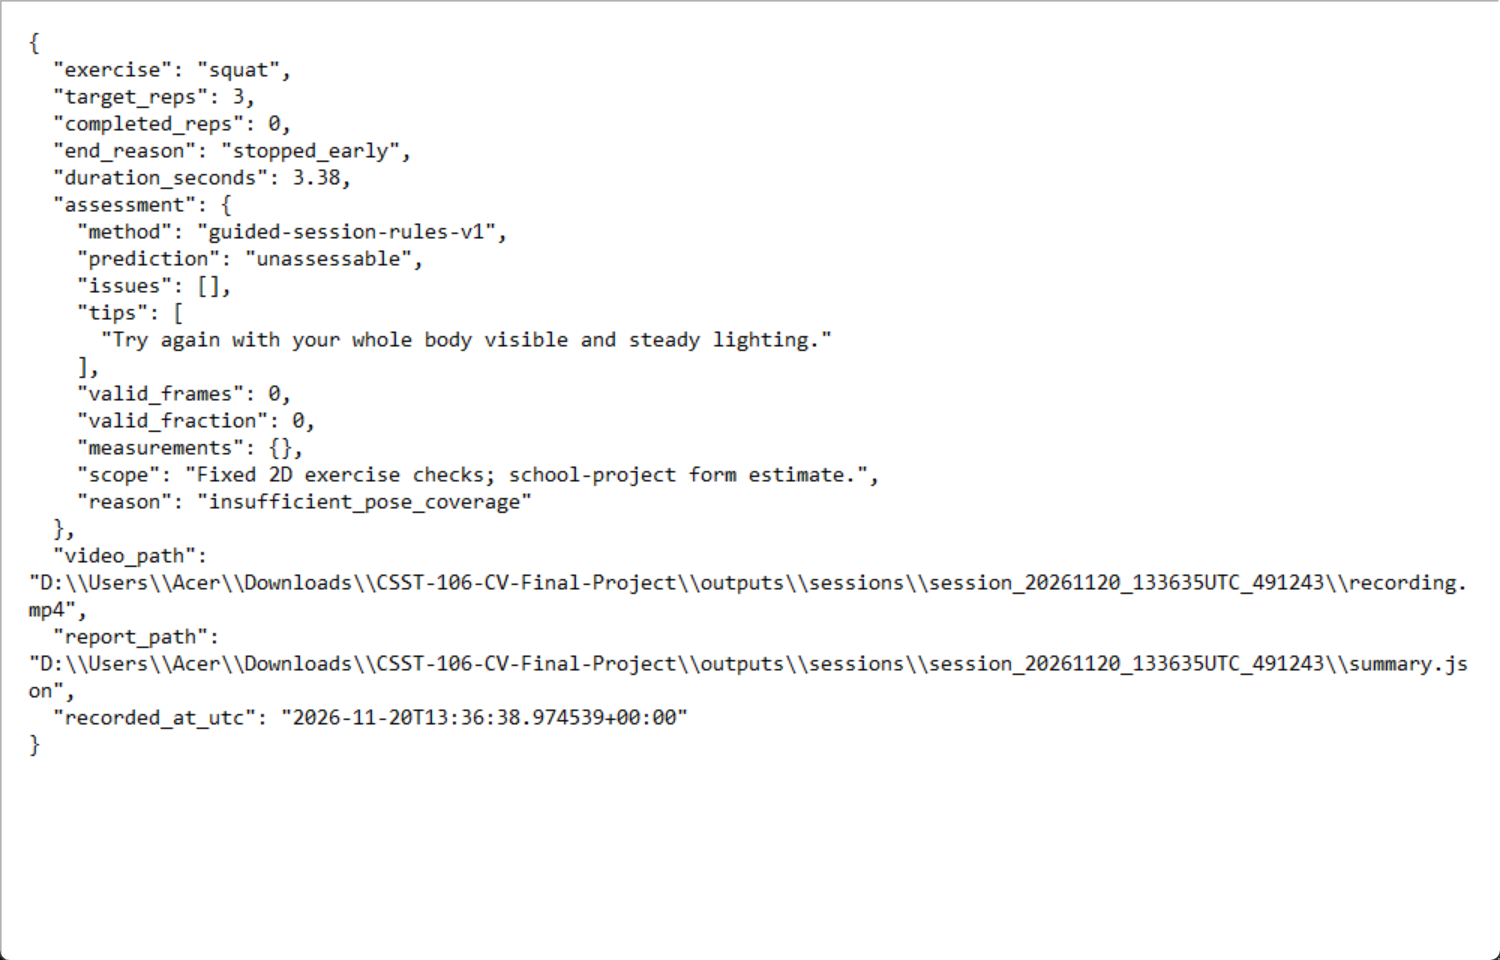 {
  "exercise": "squat",
  "target_reps": 3,
  "completed_reps": 0,
  "end_reason": "stopped_early",
  "duration_seconds": 3.38,
  "assessment": {
    "method": "guided-session-rules-v1",
    "prediction": "unassessable",
    "issues": [],
    "tips": [
      "Try again with your whole body visible and steady lighting."
    ],
    "valid_frames": 0,
    "valid_fraction": 0,
    "measurements": {},
    "scope": "Fixed 2D exercise checks; school-project form estimate.",
    "reason": "insufficient_pose_coverage"
  },
  "video_path":
"D:\\Users\\Acer\\Downloads\\CSST-106-CV-Final-Project\\outputs\\sessions\\session_20261120_133635UTC_491243\\recording.
mp4",
  "report_path":
"D:\\Users\\Acer\\Downloads\\CSST-106-CV-Final-Project\\outputs\\sessions\\session_20261120_133635UTC_491243\\summary.js
on",
  "recorded_at_utc": "2026-11-20T13:36:38.974539+00:00"
}